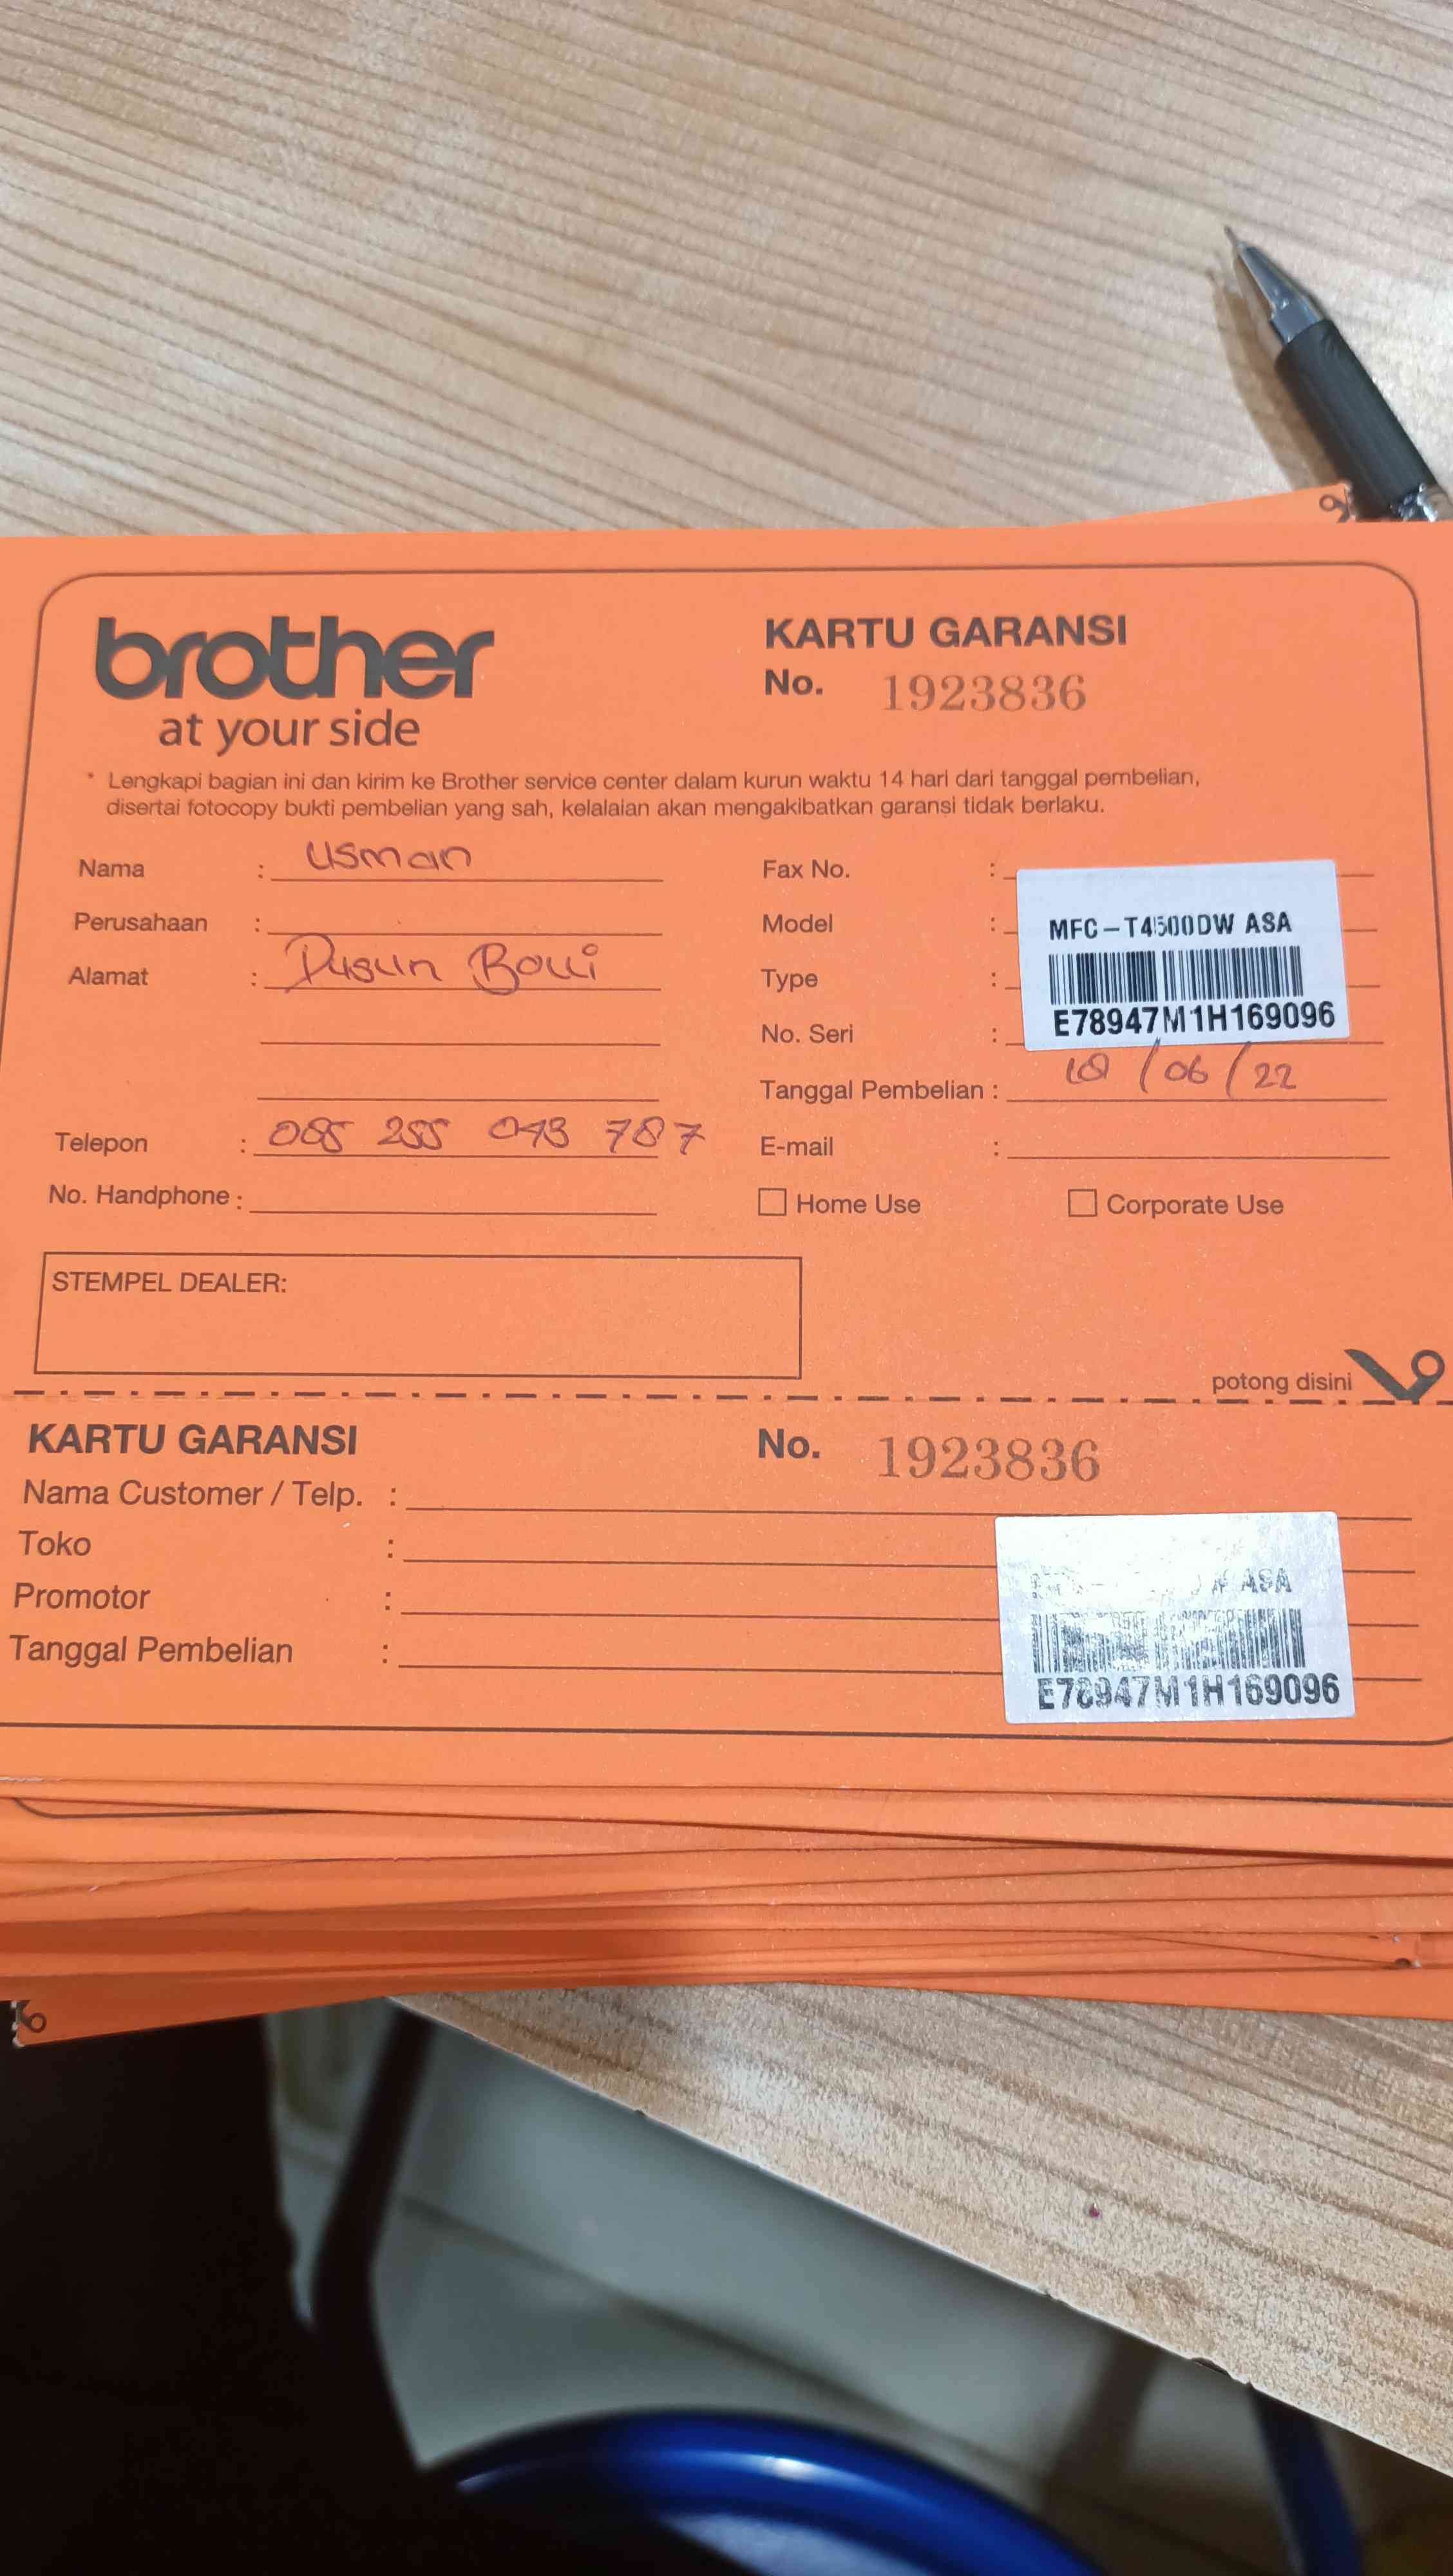 brother
at your side
KARTU GARANSI
No. 1923836
* Lengkapi bagian ini dan kirim ke Brother service center dalam kurun waktu 14 hari dari tanggal pembelian,
disertai fotocopy bukti pembelian yang sah, kelalaian akan mengakibatkan garansi tidak berlaku.
Nama : Usman
Perusahaan :
Alamat : Dusun
Telepon : 085 255 043 787
No. Handphone :
Fax No. :
Model :
MFC-T4500DW ASA
Type :
E78947M1H169096
No. Seri :
Tanggal Pembelian : /06/22
E-mail :
Home Use
Corporate Use
STEMPEL DEALER:
potong disini
KARTU GARANSI
No. 1923836
Nama Customer / Telp. :
Toko :
Promotor :
Tanggal Pembelian :
ASA
E78947M1H169096